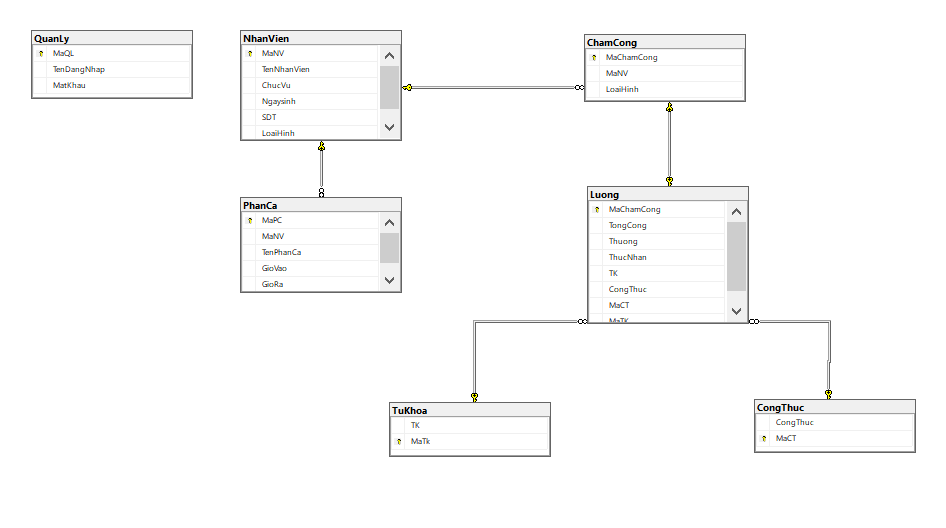 QuanLy
MaQL
TenDangNhap
MatKhau
NhanVien
MaNV
TenNhanVien
ChucVu
Ngaysinh
SDT
LoaiHinh
ChamCong
MaChamCong
MaNV
LoaiHinh
PhanCa
MaPC
MaNV
TenPhanCa
GioVao
GioRa
Luong
MaChamCong
TongCong
Thuong
ThucNhan
TK
CongThuc
MaCT
MaTK
TuKhoa
TK
MaTk
CongThuc
CongThuc
MaCT